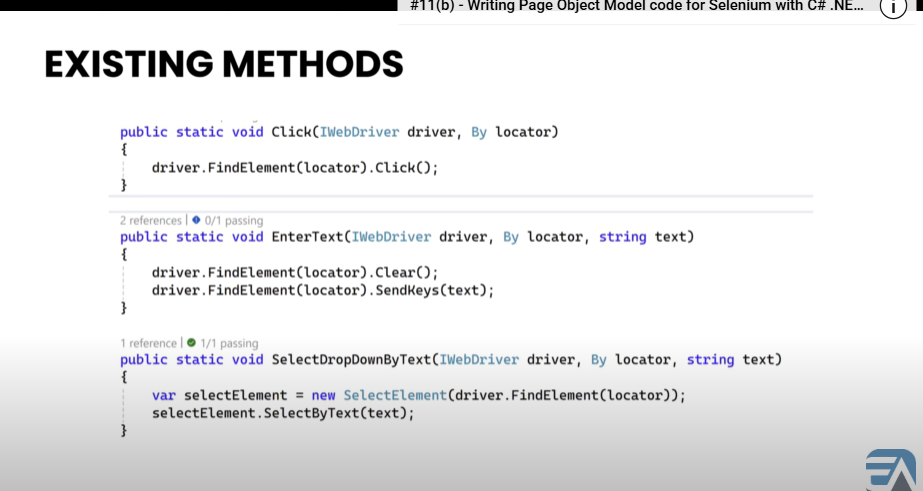 #11(b) - Writing Page Object Model code for Selenium with C# .NE...
i
EXISTING METHODS
public static void Click(IWebDriver driver, By locator)
{
driver.FindElement(locator).Click();
}
2 references | 0/1 passing
public static void EnterText(IWebDriver driver, By locator, string text)
{
driver.FindElement(locator).Clear();
driver.FindElement(locator).SendKeys(text);
}
1 reference | 1/1 passing
public static void SelectDropDownByText(IWebDriver driver, By locator, string text)
{
var selectElement = new SelectElement(driver.FindElement(locator));
selectElement.SelectByText(text);
}
EA